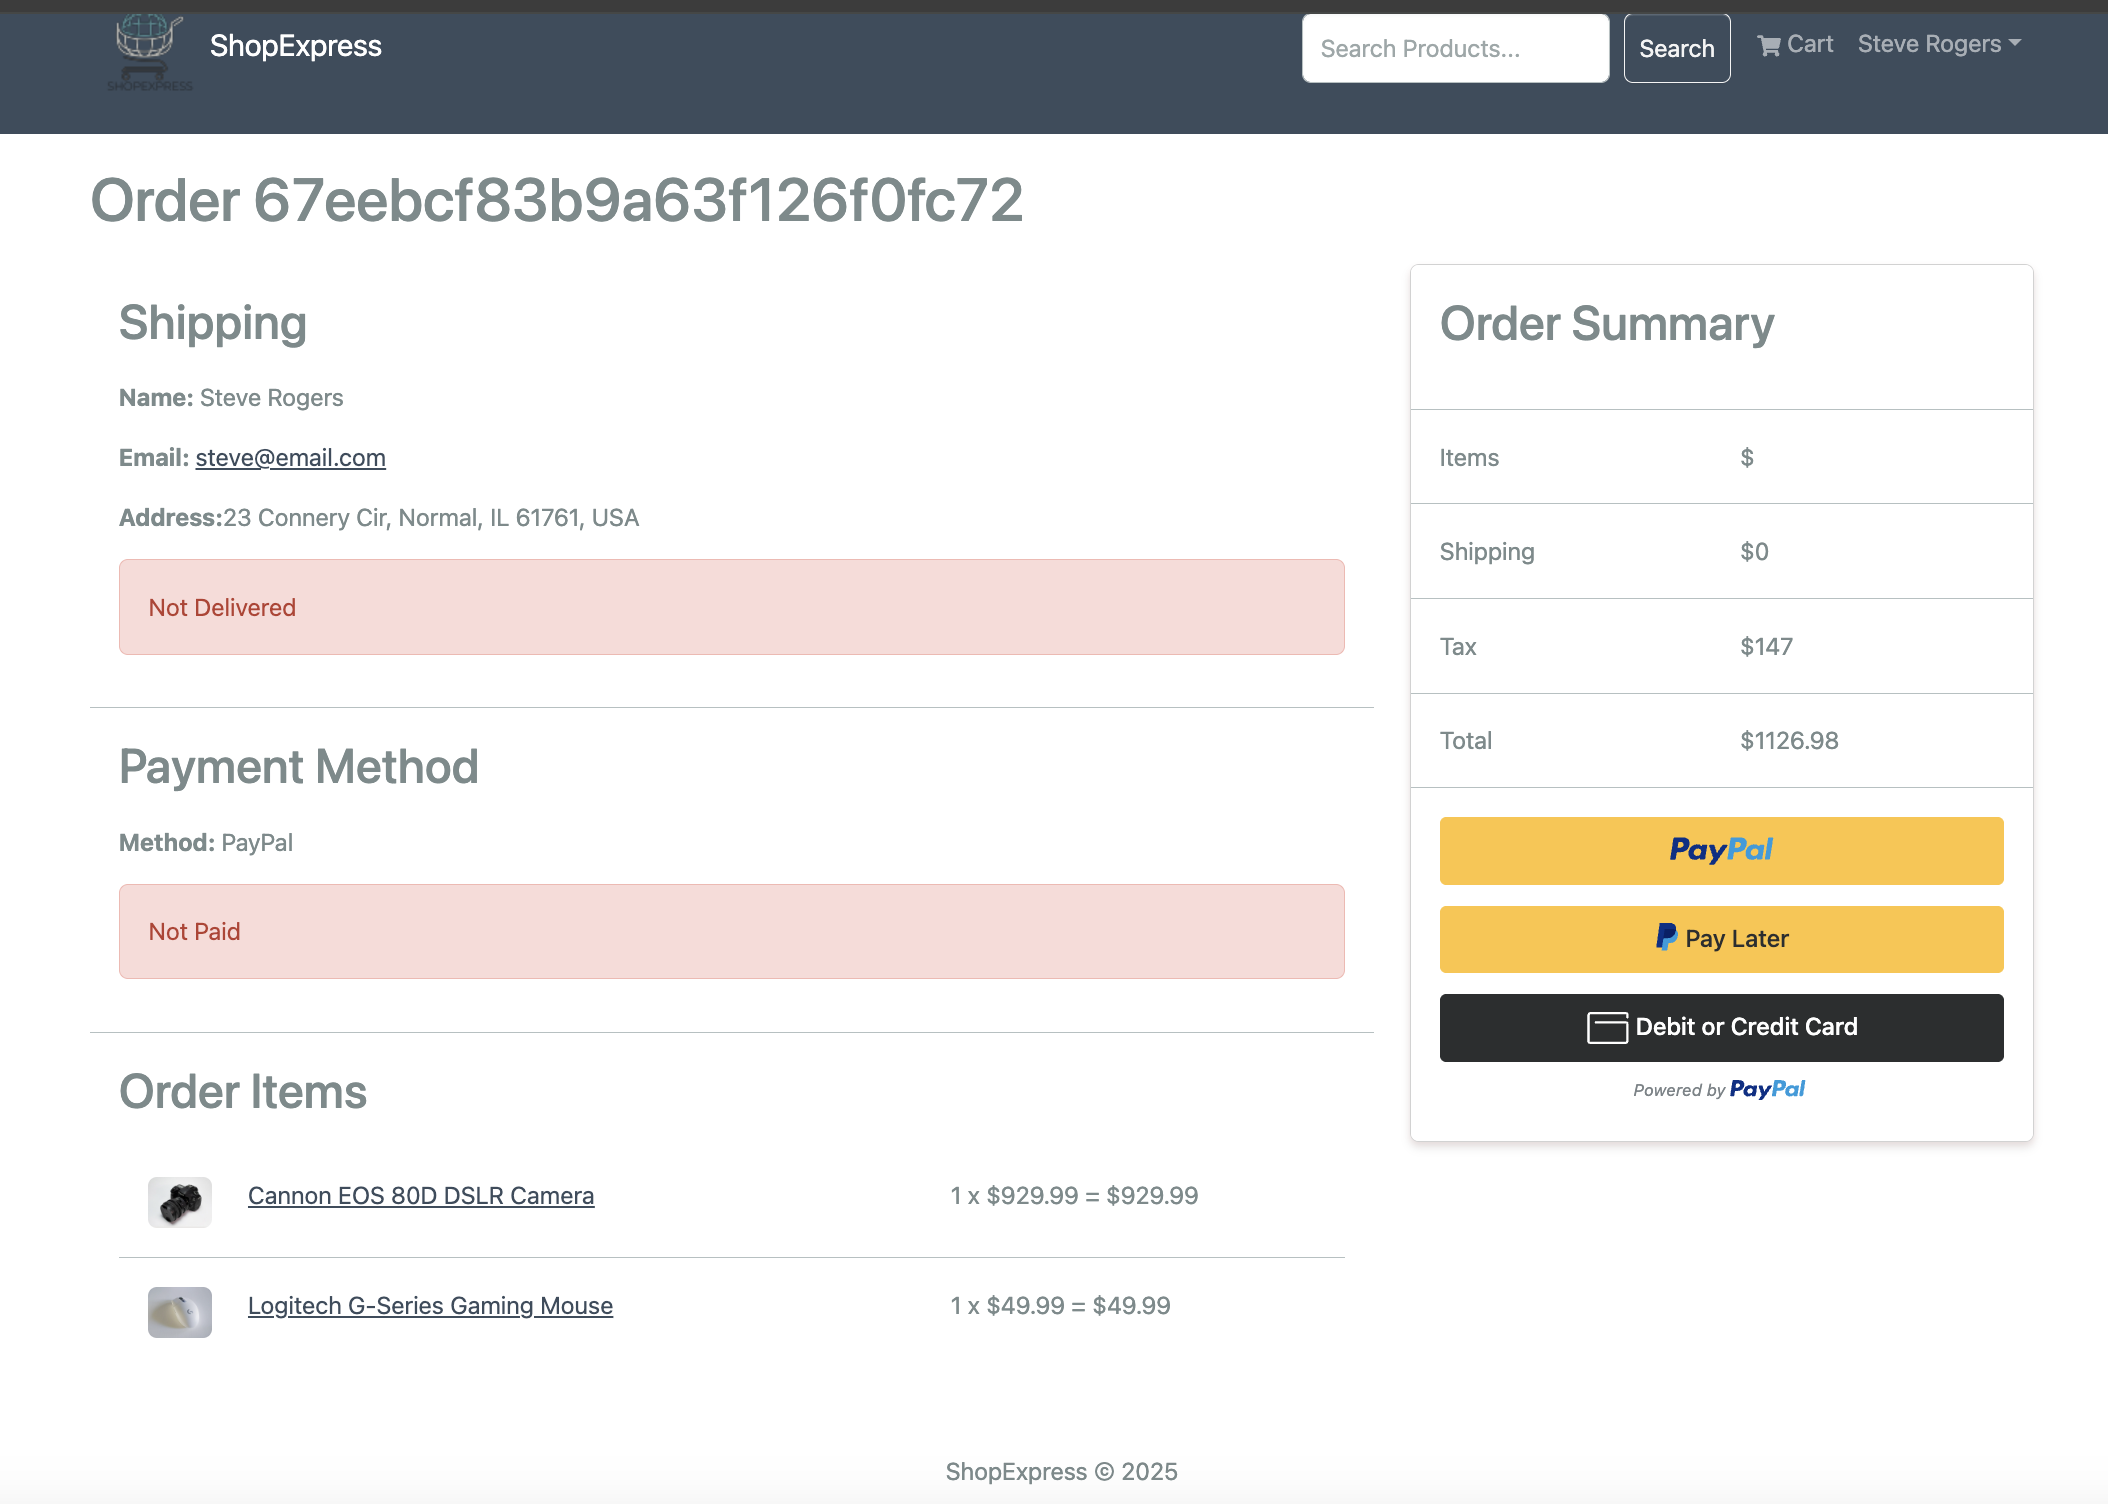 SHOPEXPRESS
ShopExpress
Search Products...
Search
Cart
Steve Rogers
Order 67eebcf83b9a63f126f0fc72
Shipping
Name: Steve Rogers
Email: steve@email.com
Address:23 Connery Cir, Normal, IL 61761, USA
Not Delivered
Payment Method
Method: PayPal
Not Paid
Order Items
Cannon EOS 80D DSLR Camera
1 x $929.99 = $929.99
Logitech G-Series Gaming Mouse
1 x $49.99 = $49.99
Order Summary
Items $
Shipping $0
Tax $147
Total $1126.98
PayPal
Pay Later
Debit or Credit Card
Powered by PayPal
ShopExpress © 2025